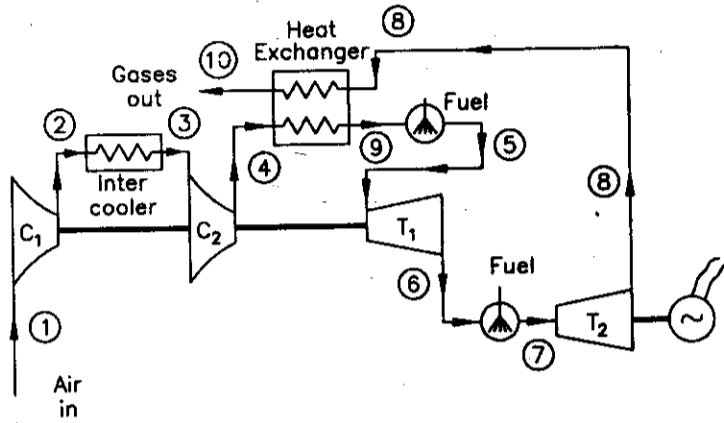 ⑧
Heat
Exchanger
⑩
Gases
out
Fuel
②
③
④
⑨
⑤
Inter
cooler
⑧
C₁
C₂
T₁
⑥
Fuel
①
T₂
~
⑦
Air
in